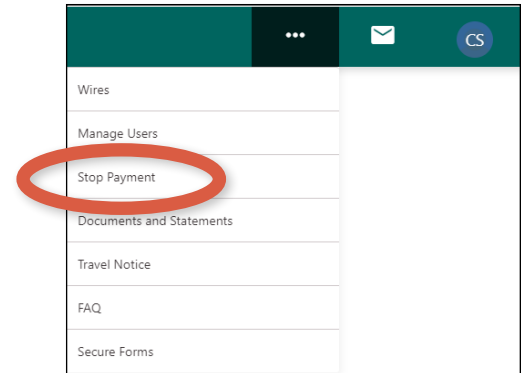 CS
Wires
Manage Users
Stop Payment
Documents and Statements
Travel Notice
FAQ
Secure Forms